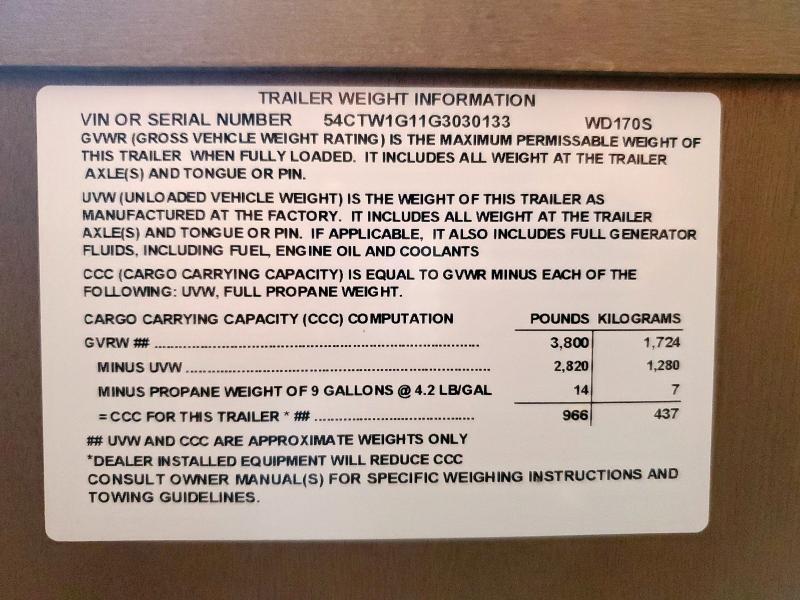 TRAILER WEIGHT INFORMATION
VIN OR SERIAL NUMBER 54CTW1G11G3030133 WD170S
GVWR (GROSS VEHICLE WEIGHT RATING) IS THE MAXIMUM PERMISSABLE WEIGHT OF
THIS TRAILER WHEN FULLY LOADED. IT INCLUDES ALL WEIGHT AT THE TRAILER
AXLE(S) AND TONGUE OR PIN.
UVW (UNLOADED VEHICLE WEIGHT) IS THE WEIGHT OF THIS TRAILER AS
MANUFACTURED AT THE FACTORY. IT INCLUDES ALL WEIGHT AT THE TRAILER
AXLE(S) AND TONGUE OR PIN. IF APPLICABLE, IT ALSO INCLUDES FULL GENERATOR
FLUIDS, INCLUDING FUEL, ENGINE OIL AND COOLANTS
CCC (CARGO CARRYING CAPACITY) IS EQUAL TO GVWR MINUS EACH OF THE
FOLLOWING: UVW, FULL PROPANE WEIGHT.
CARGO CARRYING CAPACITY (CCC) COMPUTATION POUNDS KILOGRAMS
GVRW ## ........................................ 3,800 1,724
MINUS UVW ........................................ 2,820 1,280
MINUS PROPANE WEIGHT OF 9 GALLONS @ 4.2 LB/GAL 14 7
= CCC FOR THIS TRAILER * ## ........................................ 966 437
## UVW AND CCC ARE APPROXIMATE WEIGHTS ONLY
*DEALER INSTALLED EQUIPMENT WILL REDUCE CCC
CONSULT OWNER MANUAL(S) FOR SPECIFIC WEIGHING INSTRUCTIONS AND
TOWING GUIDELINES.